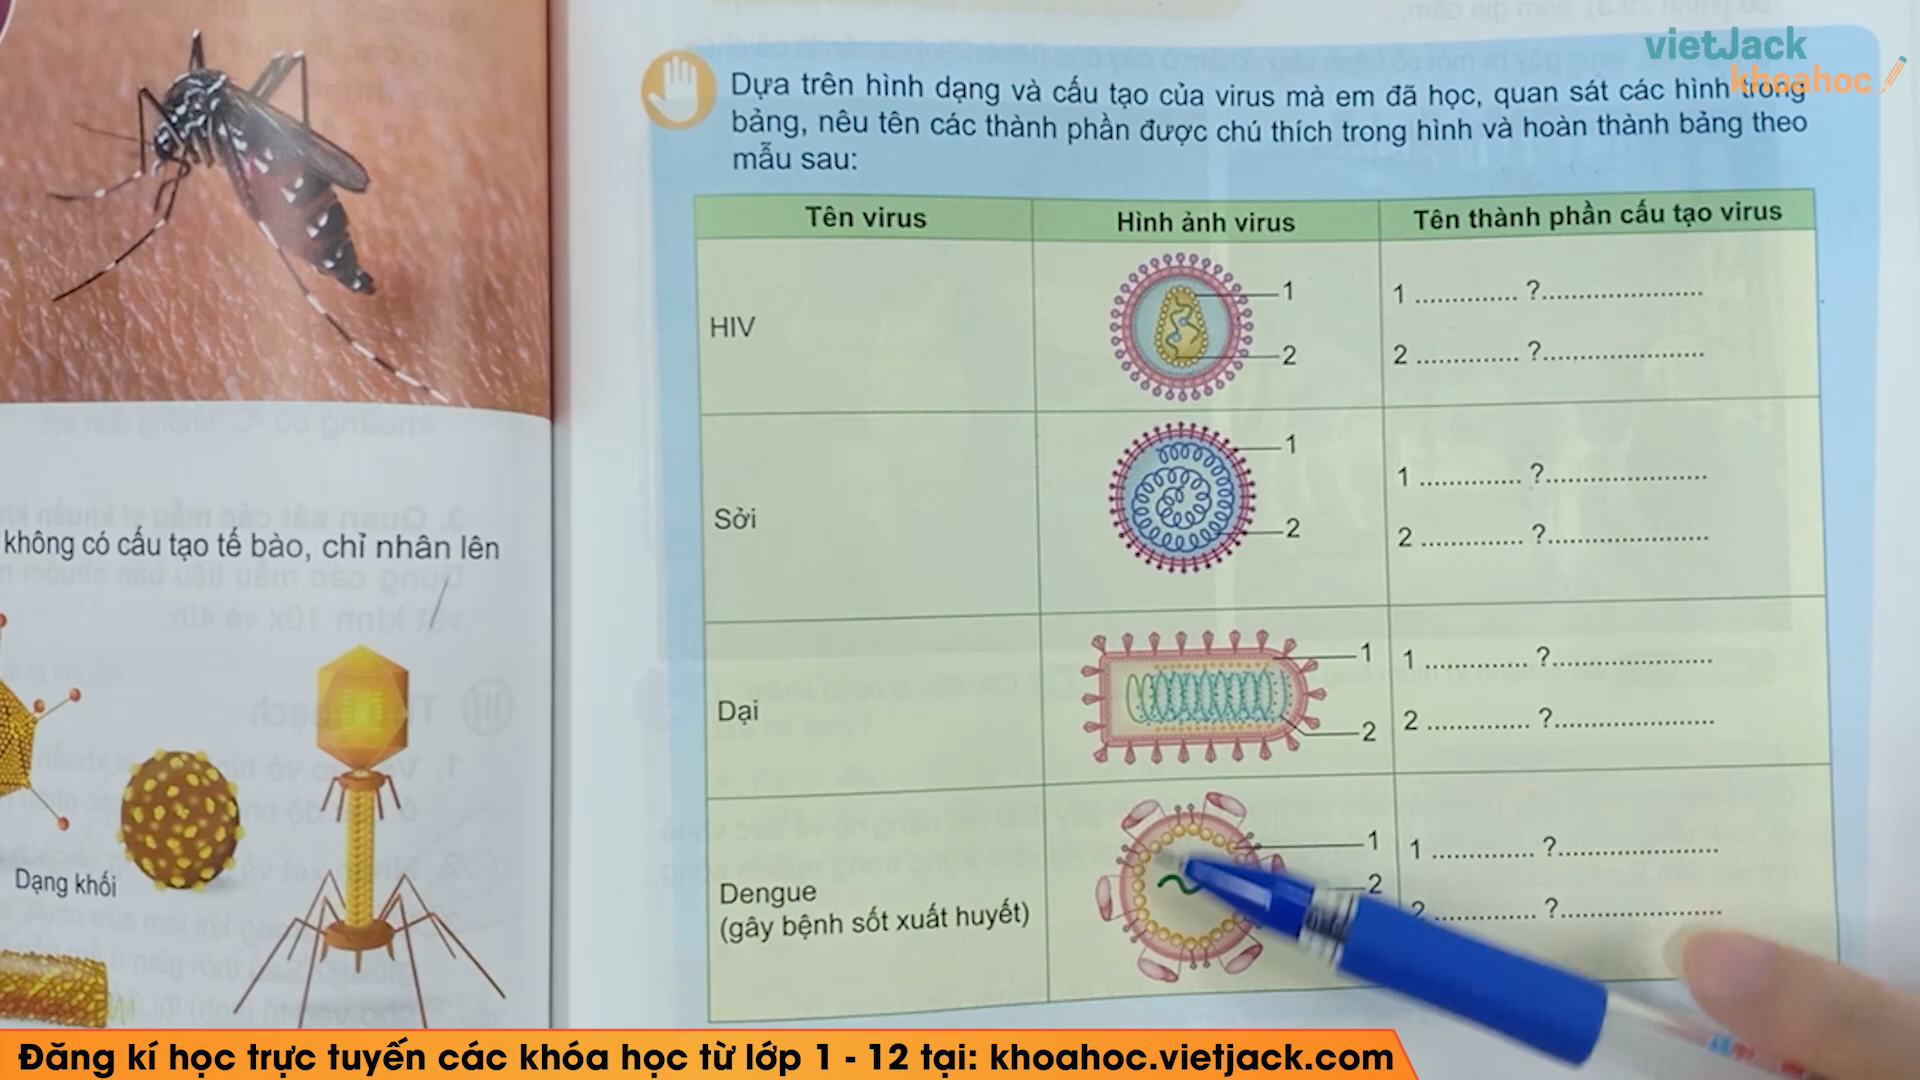 vietJack
khoahoc
Dựa trên hình dạng và cấu tạo của virus mà em đã học, quan sát các hình trong
bảng, nêu tên các thành phần được chú thích trong hình và hoàn thành bảng theo
mẫu sau:
Tên virus
Hình ảnh virus
Tên thành phần cấu tạo virus
HIV
1
2
1 .............. ?......................
2 .............. ?......................
Sởi
1
2
1 .............. ?......................
2 .............. ?......................
Dại
1
2
1 .............. ?......................
2 .............. ?......................
Dengue
(gây bệnh sốt xuất huyết)
1
2
1 .............. ?......................
2 .............. ?......................
không có cấu tạo tế bào, chỉ nhân lên
Dạng khối
Đăng kí học trực tuyến các khóa học từ lớp 1 - 12 tại: khoahoc.vietjack.com